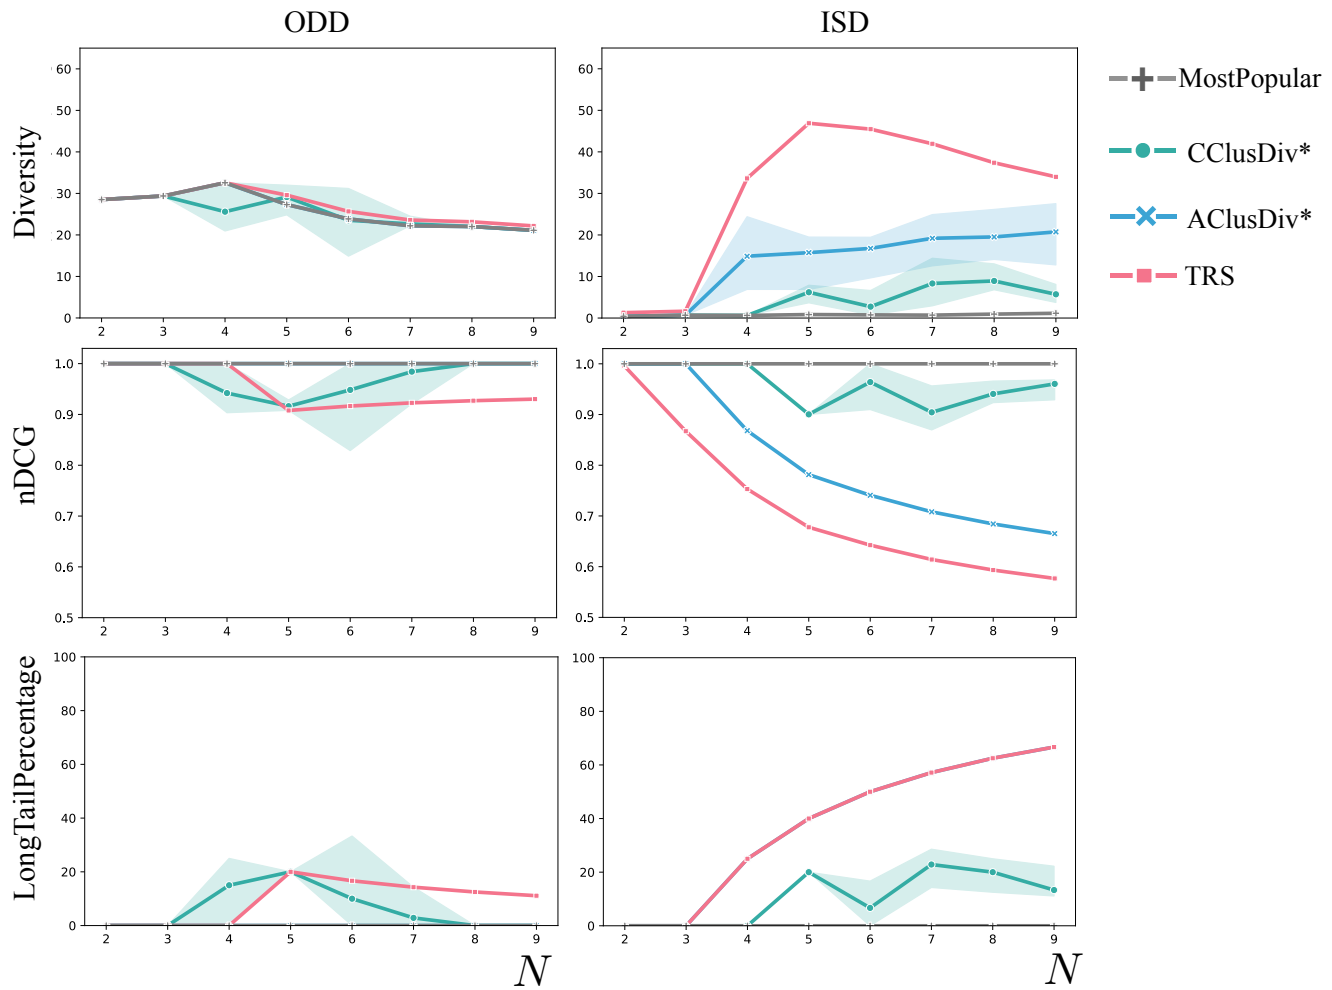 ODD ISD
60 60
50 50
40 40
30 30
20 20
10 10
0 0
2 3 4 5 6 7 8 9 2 3 4 5 6 7 8 9
Diversity
MostPopular
CClusDiv*
AClusDiv*
TRS
1.0 1.0
0.9 0.9
0.8 0.8
0.7 0.7
0.6 0.6
0.5 0.5
2 3 4 5 6 7 8 9 2 3 4 5 6 7 8 9
nDCG
100 100
80 80
60 60
40 40
20 20
0 0
2 3 4 5 6 7 8 9 2 3 4 5 6 7 8 9
LongTailPercentage
N N